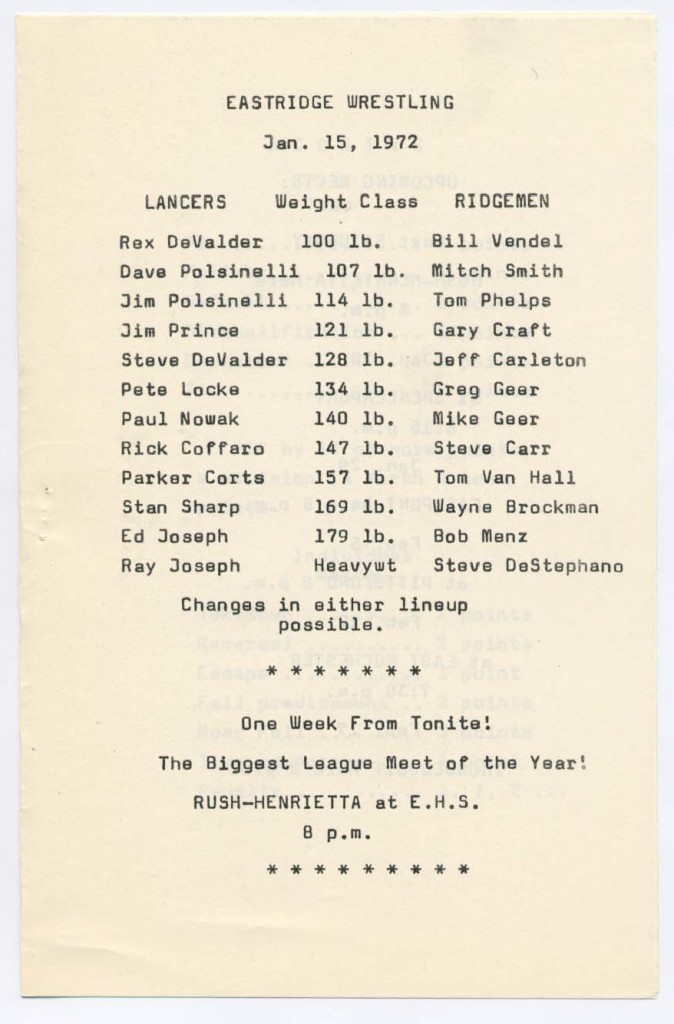 EASTRIDGE WRESTLING
Jan. 15, 1972
LANCERS Weight Class RIDGEMEN
Rex DeValder 100 lb. Bill Vendel
Dave Polsinelli 107 lb. Mitch Smith
Jim Polsinelli 114 lb. Tom Phelps
Jim Prince 121 lb. Gary Craft
Steve DeValder 128 lb. Jeff Carleton
Pete Locke 134 lb. Greg Geer
Paul Nowak 140 lb. Mike Geer
Rick Coffaro 147 lb. Steve Carr
Parker Corts 157 lb. Tom Van Hall
Stan Sharp 169 lb. Wayne Brockman
Ed Joseph 179 lb. Bob Menz
Ray Joseph Heavywt Steve DeStephano
Changes in either lineup
possible.
* * * * * * *
One Week From Tonite!
The Biggest League Meet of the Year!
RUSH-HENRIETTA at E.H.S.
8 p.m.
* * * * * * * * *